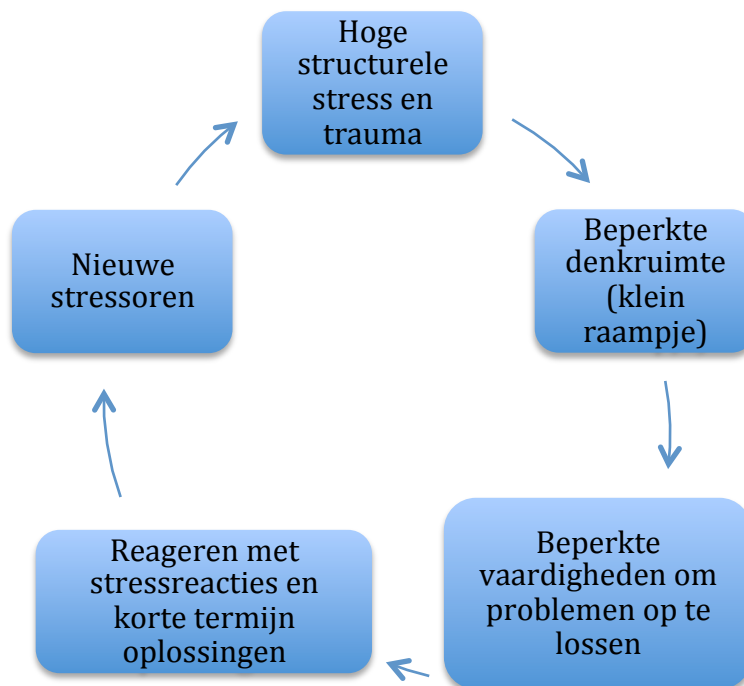 Hoge
structurele
stress en
trauma
Beperkte
denkruimte
(klein
raampje)
Beperkte
vaardigheden om
problemen op te
lossen
Reageren met
stressreacties en
korte termijn
oplossingen
Nieuwe
stressoren